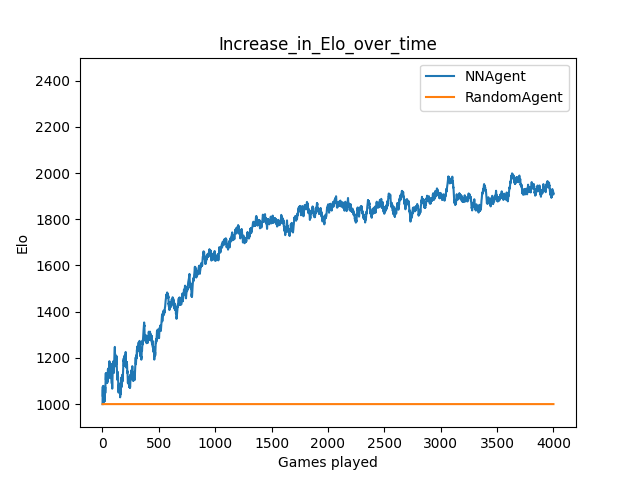 Increase_in_Elo_over_time
NNAgent
RandomAgent
2400
2200
2000
1800
1600
1400
1200
1000
Elo
0 500 1000 1500 2000 2500 3000 3500 4000
Games played